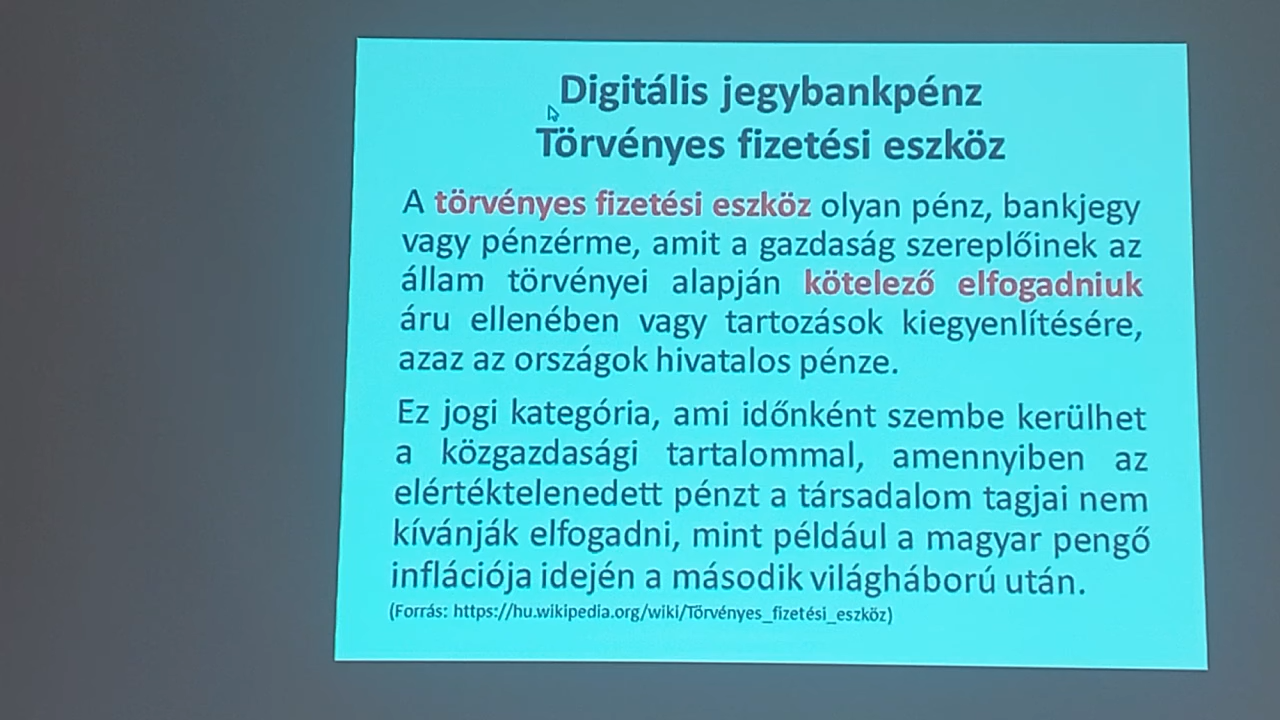 Digitális jegybankpénz
Törvényes fizetési eszköz
A törvényes fizetési eszköz olyan pénz, bankjegy
vagy pénzérme, amit a gazdaság szereplőinek az
állam törvényei alapján kötelező elfogadniuk
áru ellenében vagy tartozások kiegyenlítésére,
azaz az országok hivatalos pénze.
Ez jogi kategória, ami időnként szembe kerülhet
a közgazdasági tartalommal, amennyiben az
elértéktelenedett pénzt a társadalom tagjai nem
kívánják elfogadni, mint például a magyar pengő
inflációja idején a második világháború után.
(Forrás: https://hu.wikipedia.org/wiki/Törvényes_fizetési_eszköz)